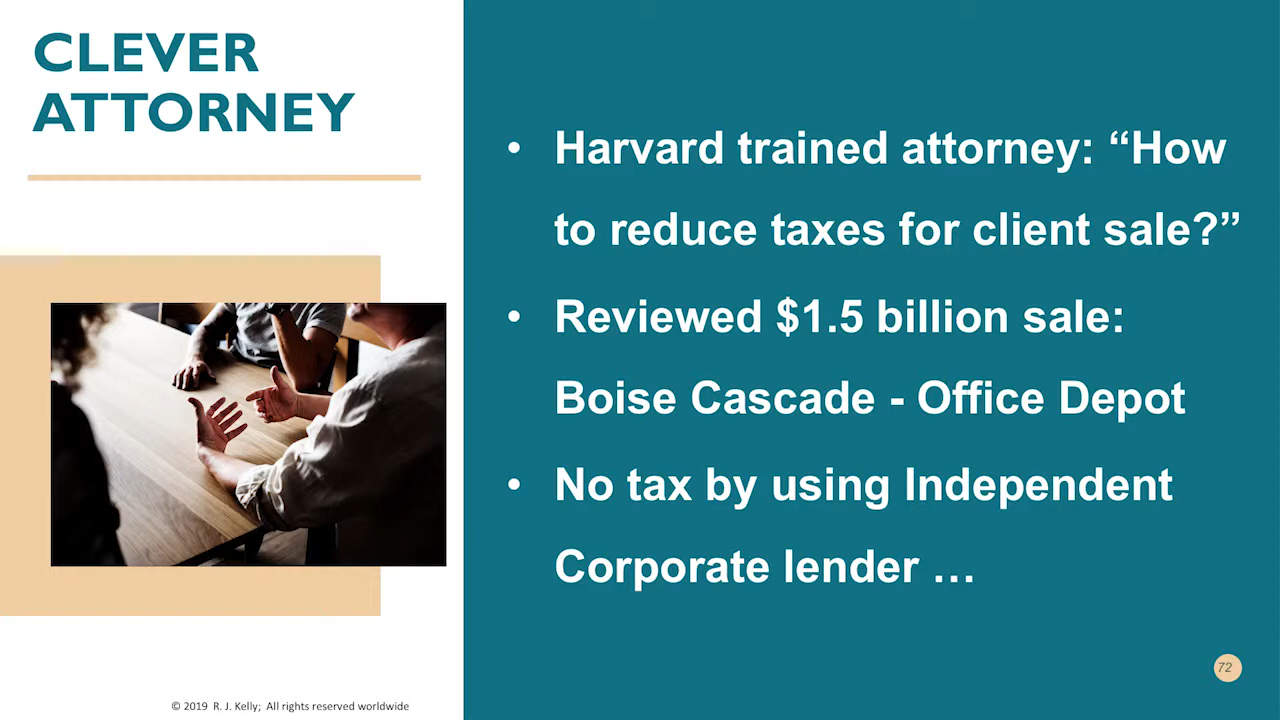 CLEVER
ATTORNEY
• Harvard trained attorney: “How
to reduce taxes for client sale?”
• Reviewed $1.5 billion sale:
Boise Cascade - Office Depot
• No tax by using Independent
Corporate lender …
72
© 2019 R. J. Kelly; All rights reserved worldwide